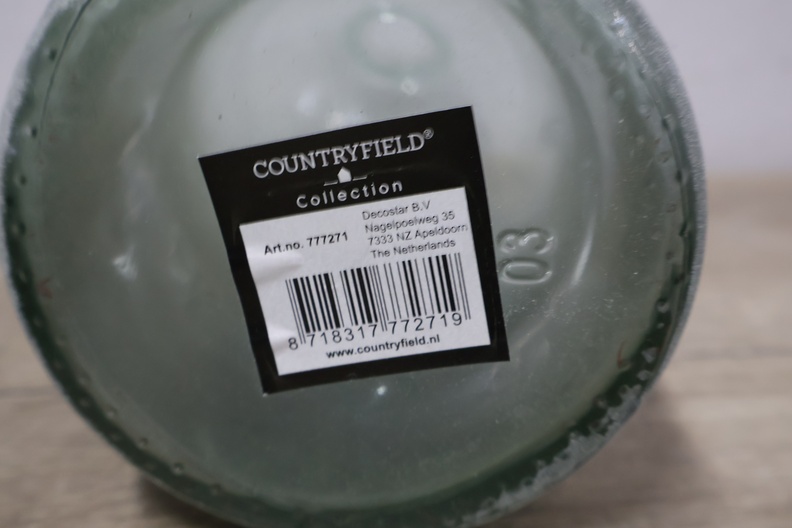 COUNTRYFIELD®
Collection
Art.no. 777271
Decostar B.V
Nagelpoelweg 35
7333 NZ Apeldoorn
The Netherlands
8 718317 772719
www.countryfield.nl
03